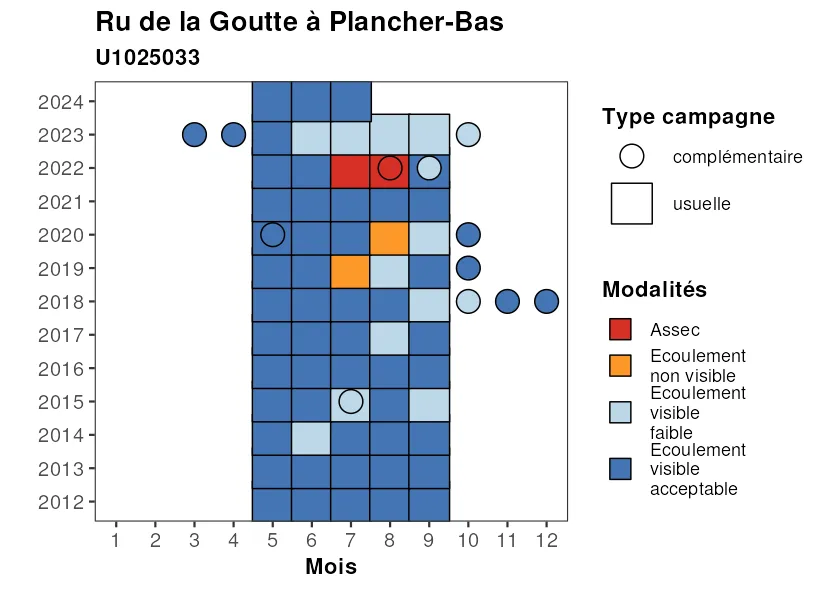 Ru de la Goutte à Plancher-Bas
U1025033
2024
2023
2022
2021
2020
2019
2018
2017
2016
2015
2014
2013
2012
1 2 3 4 5 6 7 8 9 10 11 12
Mois
Type campagne
complémentaire
usuelle
Modalités
Assec
Ecoulement
non visible
Ecoulement
visible
faible
Ecoulement
visible
acceptable